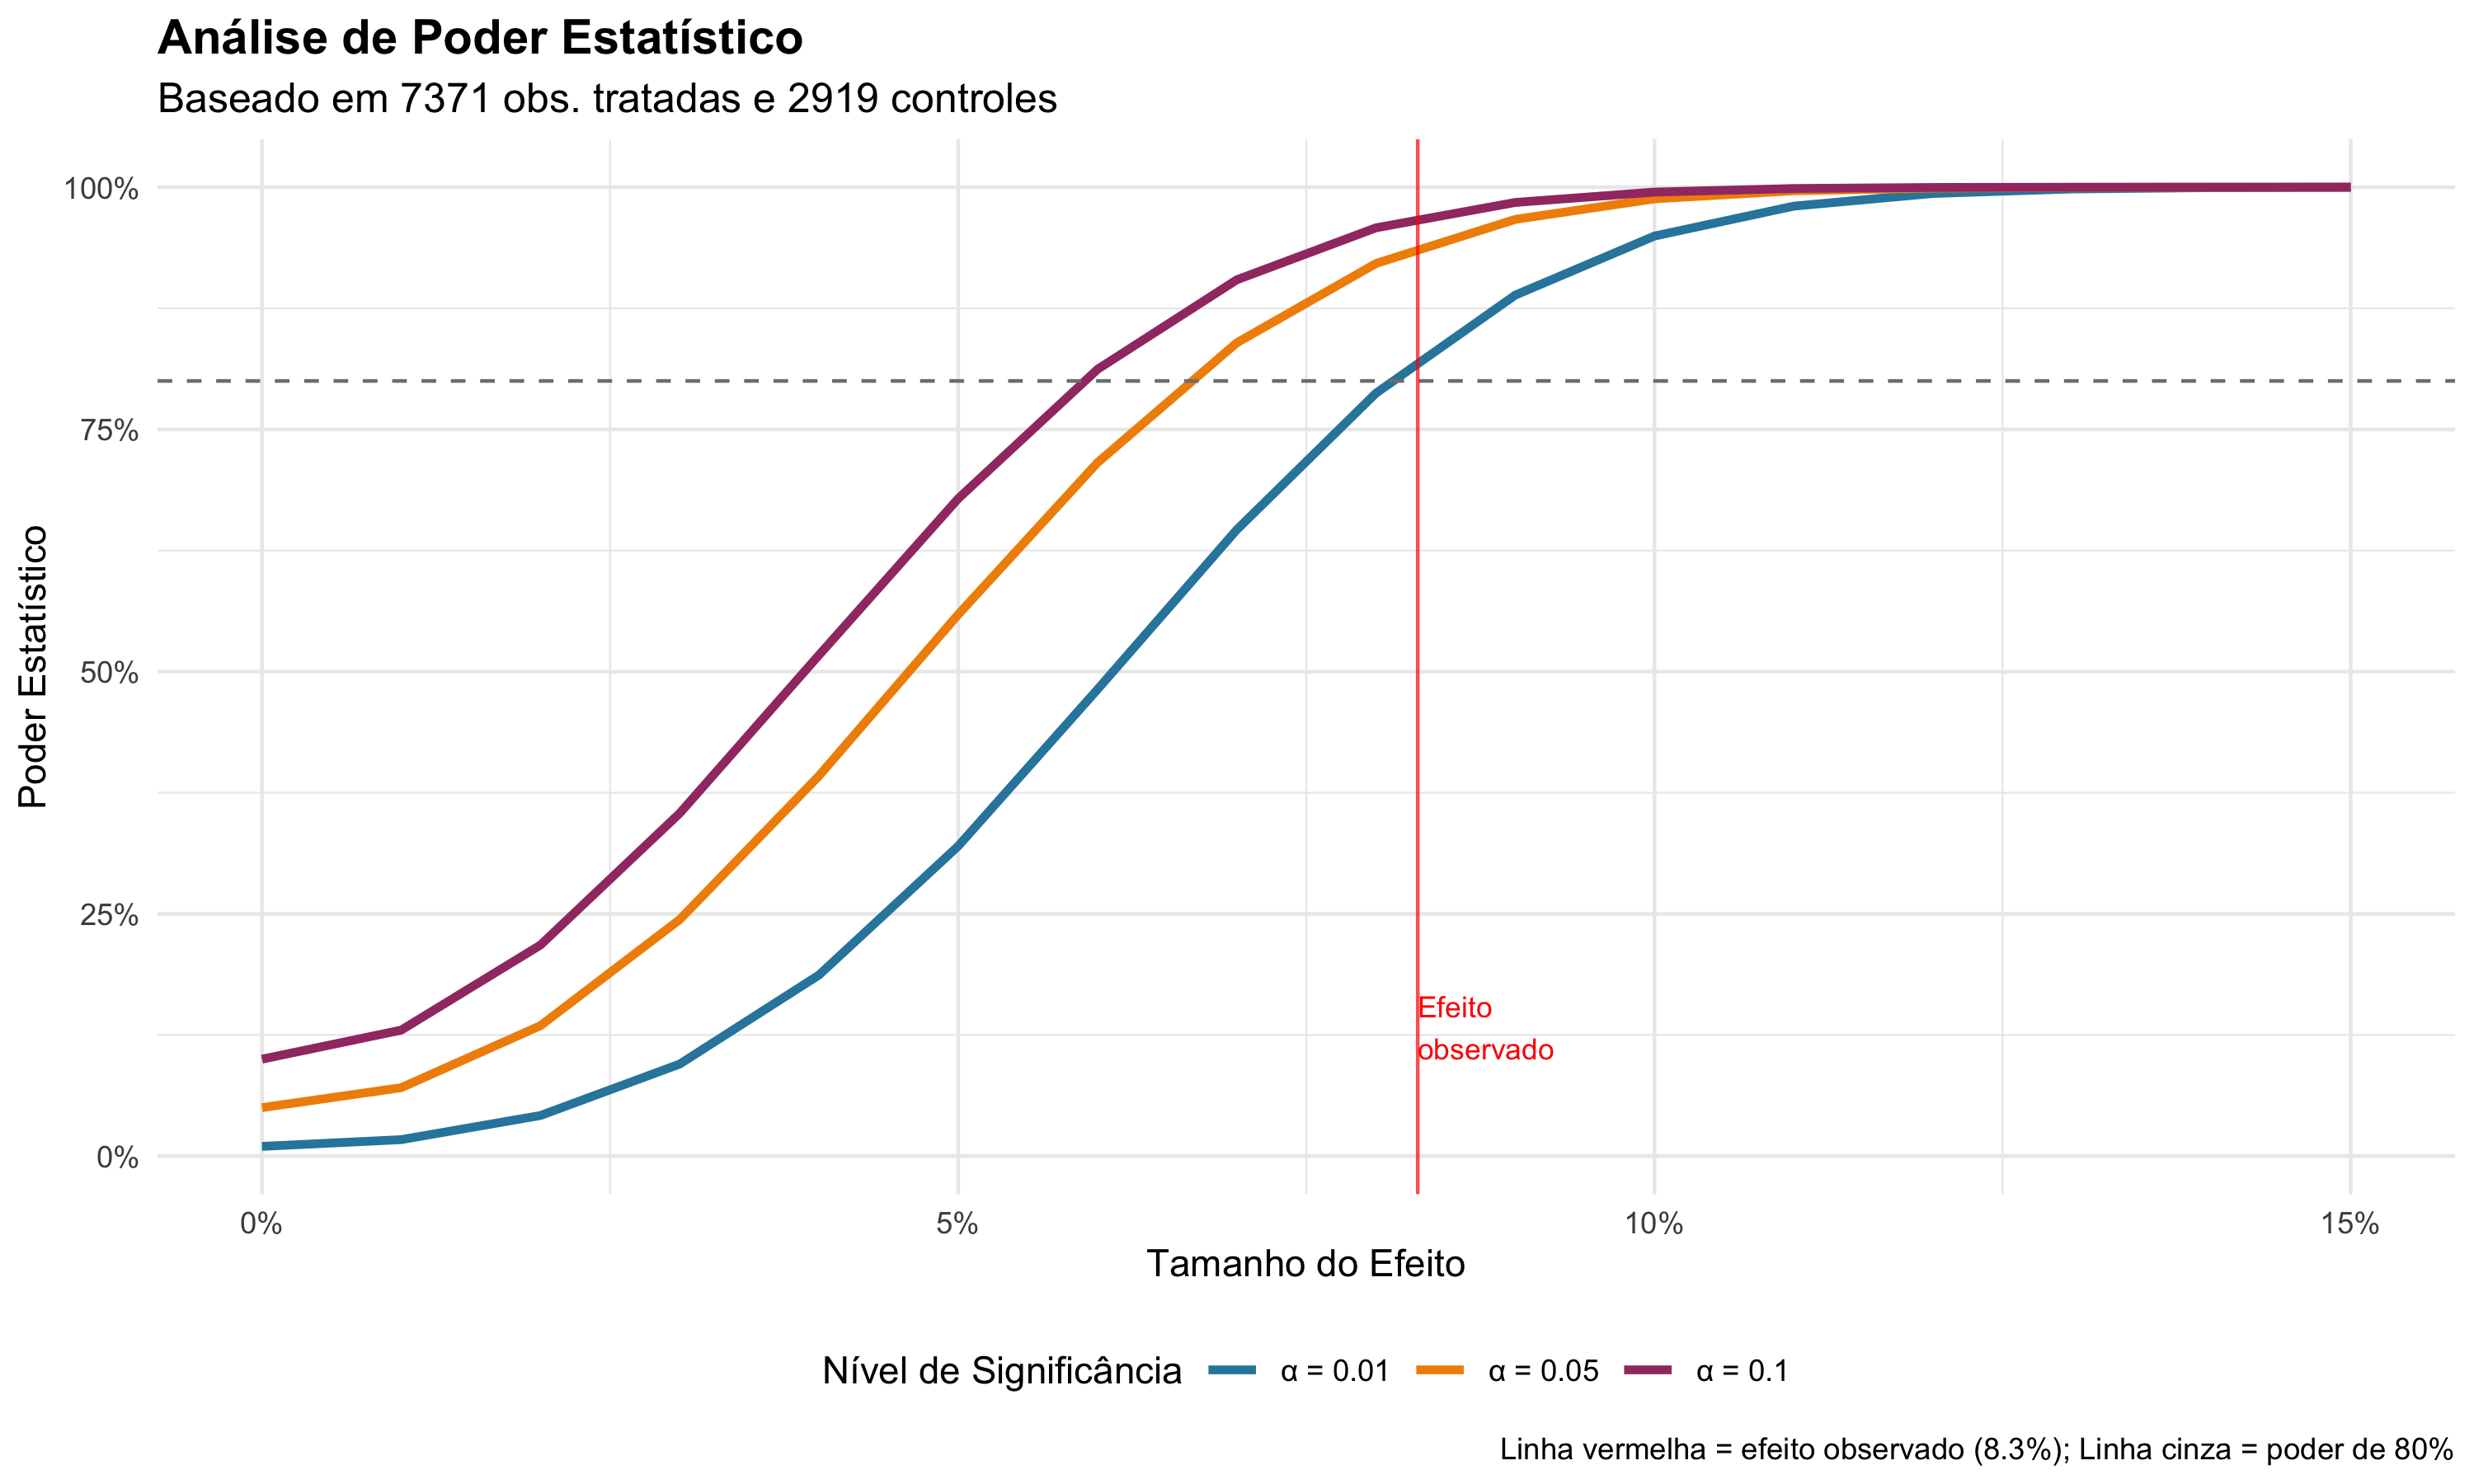 Análise de Poder Estatístico
Baseado em 7371 obs. tratadas e 2919 controles
100%
75%
50%
25%
0%
Poder Estatístico
Efeito
observado
0%
5%
10%
15%
Tamanho do Efeito
Nível de Significância
α = 0.01
α = 0.05
α = 0.1
Linha vermelha = efeito observado (8.3%); Linha cinza = poder de 80%